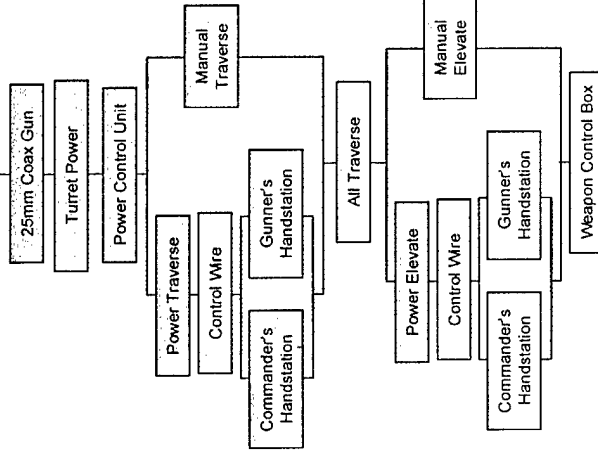 25mm Coax Gun
Turret Power
Power Control Unit
Power Traverse
Manual
Traverse
Control Wire
Commander's
Handstation
Gunner's
Handstation
All Traverse
Power Elevate
Manual
Elevate
Control Wire
Commander's
Handstation
Gunner's
Handstation
Weapon Control Box